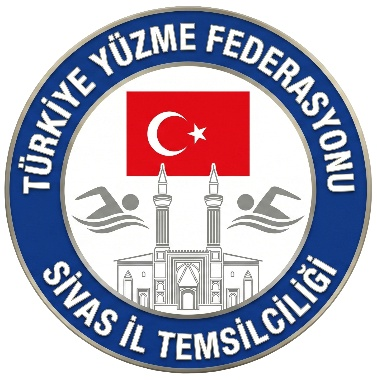 TÜRKİYE YÜZME FEDERASYONU
SİVAS İL TEMSİLCİLİĞİ